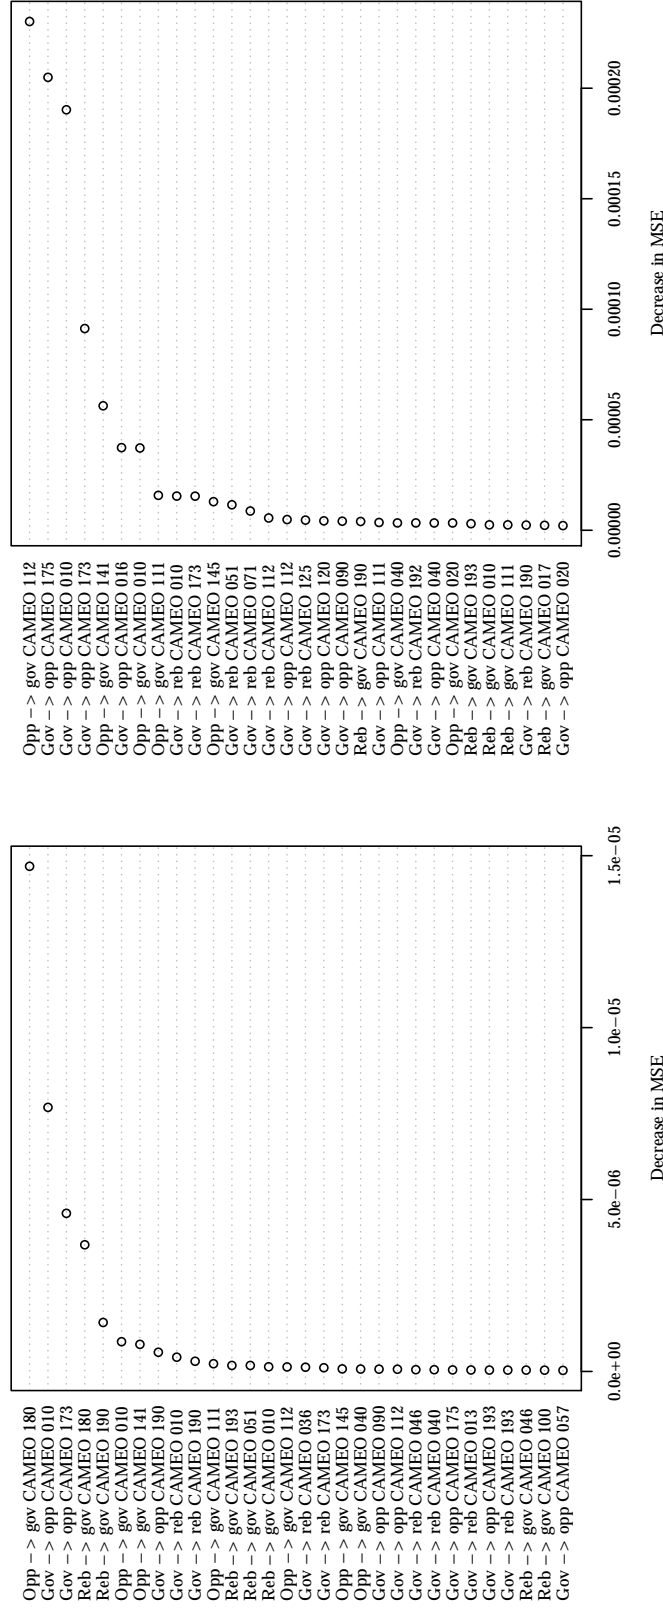 Opp −> gov CAMEO 180
Gov −> opp CAMEO 010
Gov −> opp CAMEO 173
Reb −> gov CAMEO 180
Reb −> gov CAMEO 190
Opp −> gov CAMEO 010
Opp −> gov CAMEO 141
Gov −> opp CAMEO 190
Gov −> reb CAMEO 010
Gov −> reb CAMEO 190
Opp −> gov CAMEO 111
Reb −> gov CAMEO 193
Reb −> gov CAMEO 051
Reb −> gov CAMEO 010
Opp −> gov CAMEO 112
Gov −> reb CAMEO 036
Gov −> reb CAMEO 173
Opp −> gov CAMEO 145
Opp −> gov CAMEO 040
Gov −> opp CAMEO 090
Gov −> opp CAMEO 112
Gov −> reb CAMEO 046
Gov −> reb CAMEO 040
Gov −> opp CAMEO 175
Gov −> reb CAMEO 013
Gov −> opp CAMEO 193
Gov −> reb CAMEO 193
Reb −> gov CAMEO 046
Reb −> gov CAMEO 100
Gov −> opp CAMEO 057
0.0e+00
5.0e−06
1.0e−05
1.5e−05
Decrease in MSE
Opp −> gov CAMEO 112
Gov −> opp CAMEO 175
Gov −> opp CAMEO 010
Gov −> opp CAMEO 173
Opp −> gov CAMEO 141
Gov −> opp CAMEO 016
Opp −> gov CAMEO 010
Opp −> gov CAMEO 111
Gov −> reb CAMEO 010
Gov −> reb CAMEO 173
Opp −> gov CAMEO 145
Gov −> reb CAMEO 051
Gov −> reb CAMEO 071
Gov −> reb CAMEO 112
Gov −> opp CAMEO 112
Gov −> reb CAMEO 125
Gov −> opp CAMEO 120
Gov −> opp CAMEO 090
Reb −> gov CAMEO 190
Gov −> opp CAMEO 111
Opp −> gov CAMEO 040
Gov −> reb CAMEO 192
Gov −> opp CAMEO 040
Opp −> gov CAMEO 020
Reb −> gov CAMEO 193
Reb −> gov CAMEO 010
Reb −> gov CAMEO 111
Gov −> reb CAMEO 190
Reb −> gov CAMEO 017
Gov −> opp CAMEO 020
0.00000
0.00005
0.00010
0.00015
0.00020
Decrease in MSE